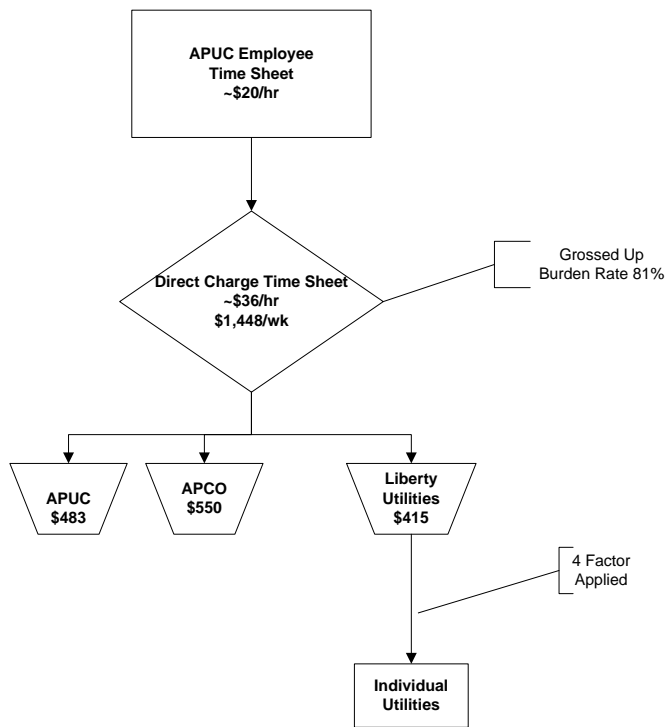 APUC Employee
Time Sheet
~$20/hr
Direct Charge Time Sheet
~$36/hr
$1,448/wk
Grossed Up
Burden Rate 81%
APUC
$483
APCO
$550
Liberty
Utilities
$415
4 Factor
Applied
Individual
Utilities